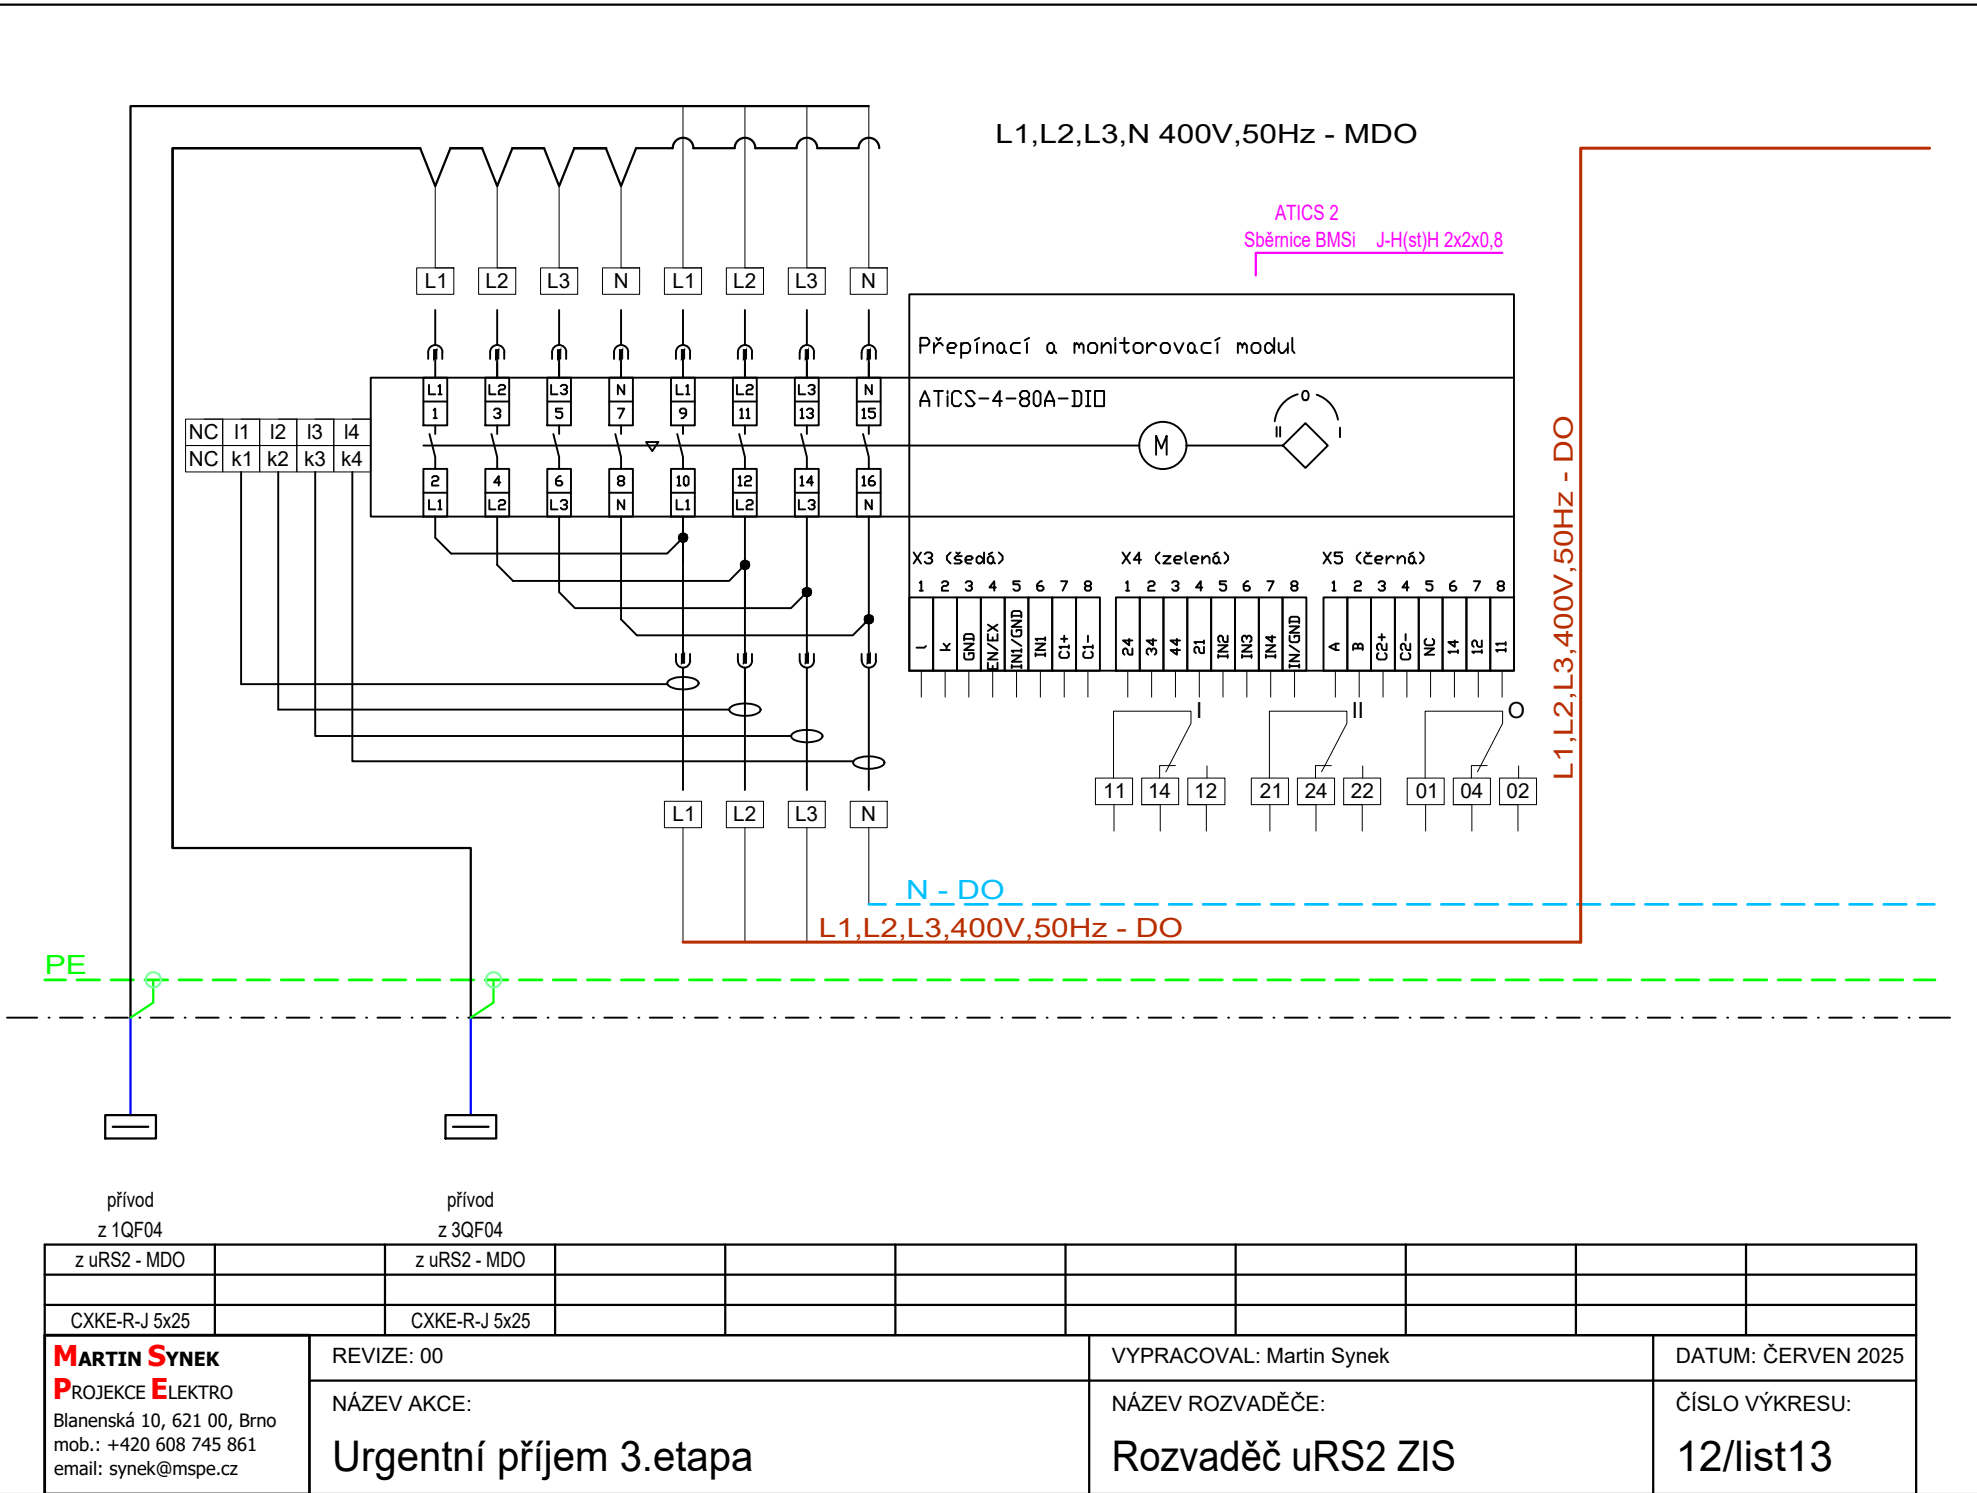 L1,L2,L3,N 400V,50Hz - MDO
ATICS 2
Sběrnice BMSi J-H(st)H 2x2x0,8
L1 L2 L3 N L1 L2 L3 N
Přepínací a monitorovací modul
L1 L2 L3 N L1 L2 L3 N
1 3 5 7 9 11 13 15
ATiCS-4-80A-DIO
0
II I
NC l1 l2 l3 l4
NC k1 k2 k3 k4
M
2 4 6 8 10 12 14 16
L1 L2 L3 N L1 L2 L3 N
L1,L2,L3,400V,50Hz - DO
X3 (šedá) X4 (zelená) X5 (černá)
1 2 3 4 5 6 7 8 1 2 3 4 5 6 7 8 1 2 3 4 5 6 7 8
l k GND EN/EX IN1/GND IN1 C1+ C1- 24 34 44 21 IN2 IN3 IN4 IN/GND A B C2+ C2- NC 14 12 11
I II O
11 14 12 21 24 22 01 04 02
L1 L2 L3 N
N - DO
L1,L2,L3,400V,50Hz - DO
PE
přívod přívod
z 1QF04 z 3QF04
z uRS2 - MDO z uRS2 - MDO
CXKE-R-J 5x25 CXKE-R-J 5x25
MARTIN SYNEK
PROJEKCE ELEKTRO
Blanenská 10, 621 00, Brno
mob.: +420 608 745 861
email: synek@mspe.cz
REVIZE: 00
NÁZEV AKCE:
Urgentní příjem 3.etapa
VYPRACOVAL: Martin Synek
NÁZEV ROZVADĚČE:
Rozvaděč uRS2 ZIS
DATUM: ČERVEN 2025
ČÍSLO VÝKRESU:
12/list13